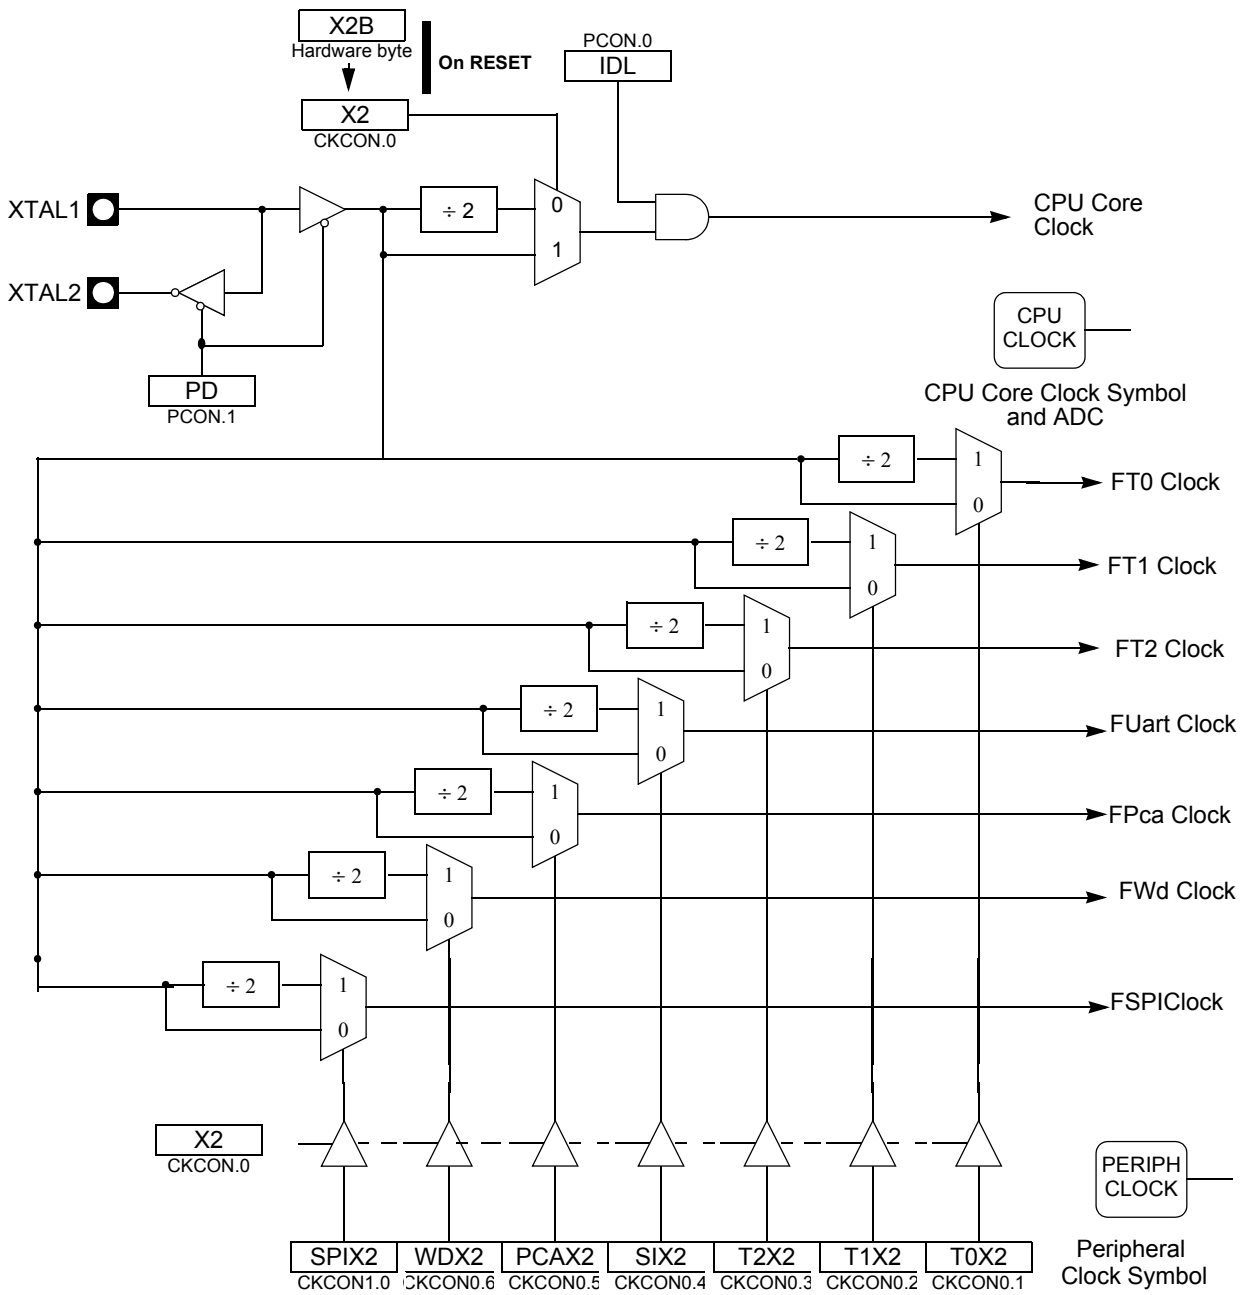 X2B
Hardware byte
On RESET
X2
CKCON.0
PCON.0
IDL
XTAL1
÷ 2
0
1
CPU Core
Clock
XTAL2
PD
PCON.1
CPU
CLOCK
CPU Core Clock Symbol
and ADC
÷ 2
1
0
FT0 Clock
÷ 2
1
0
FT1 Clock
÷ 2
1
0
FT2 Clock
÷ 2
1
0
FUart Clock
÷ 2
1
0
FPca Clock
÷ 2
1
0
FWd Clock
÷ 2
1
0
FSPIClock
X2
CKCON.0
PERIPH
CLOCK
Peripheral
Clock Symbol
SPIX2
CKCON1.0
WDX2
CKCON0.6
PCAX2
CKCON0.5
SIX2
CKCON0.4
T2X2
CKCON0.3
T1X2
CKCON0.2
T0X2
CKCON0.1